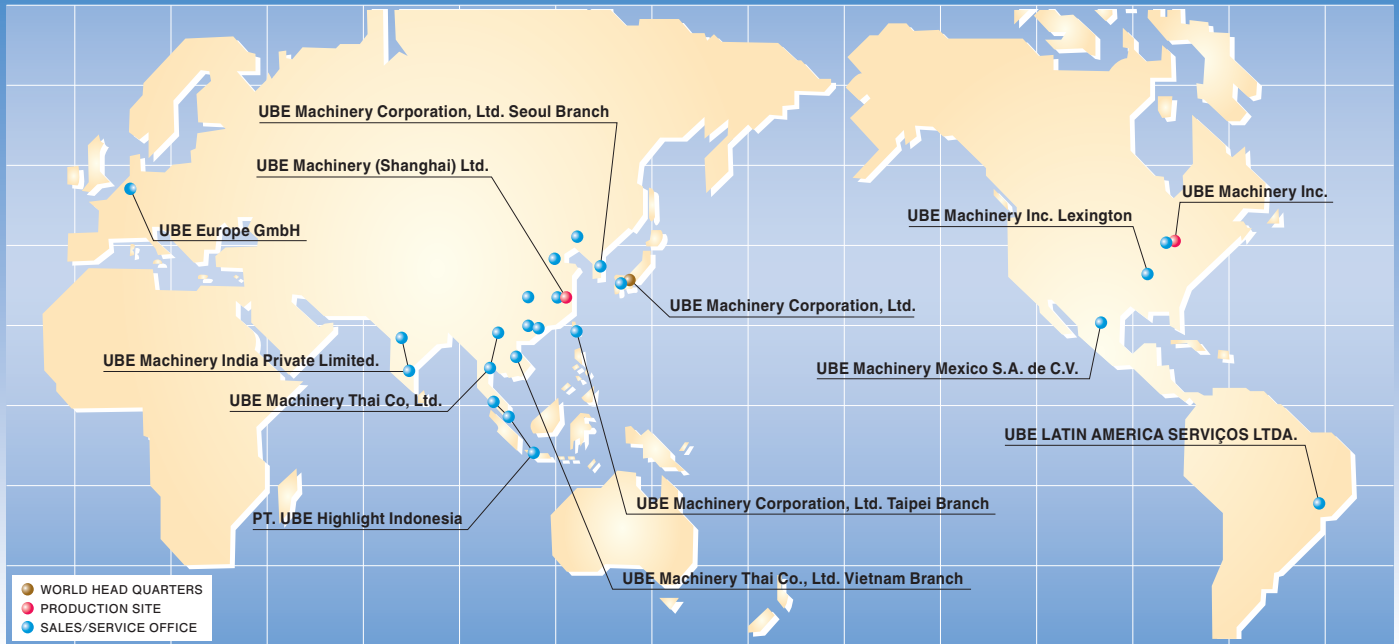 UBE Machinery Corporation, Ltd. Seoul Branch
UBE Machinery (Shanghai) Ltd.
UBE Machinery Inc.
UBE Machinery Inc. Lexington
UBE Europe GmbH
UBE Machinery Corporation, Ltd.
UBE Machinery India Private Limited.
UBE Machinery Mexico S.A. de C.V.
UBE Machinery Thai Co, Ltd.
UBE LATIN AMERICA SERVIÇOS LTDA.
UBE Machinery Corporation, Ltd. Taipei Branch
PT. UBE Highlight Indonesia
UBE Machinery Thai Co., Ltd. Vietnam Branch
WORLD HEAD QUARTERS
PRODUCTION SITE
SALES/SERVICE OFFICE